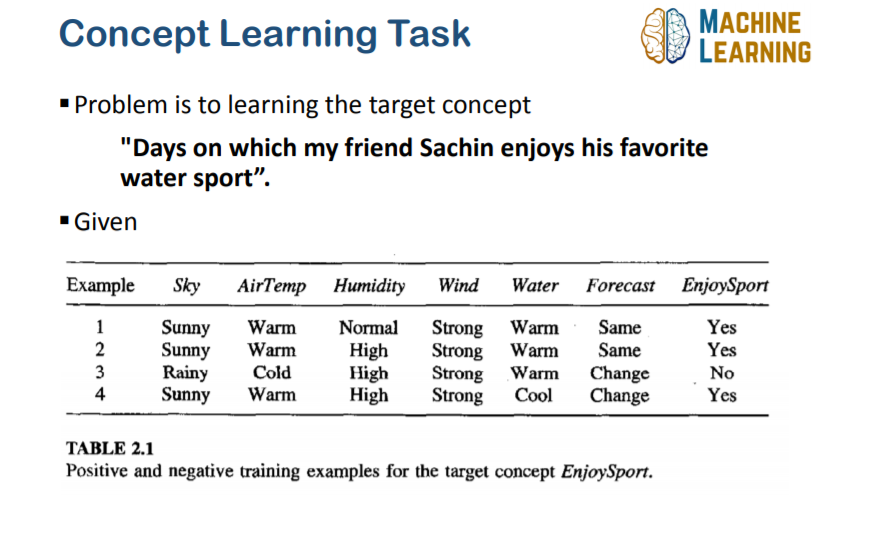 Concept Learning Task
MACHINE
LEARNING
▪ Problem is to learning the target concept
"Days on which my friend Sachin enjoys his favorite
water sport”.
▪ Given
Example Sky AirTemp Humidity Wind Water Forecast EnjoySport
1 Sunny Warm Normal Strong Warm Same Yes
2 Sunny Warm High Strong Warm Same Yes
3 Rainy Cold High Strong Warm Change No
4 Sunny Warm High Strong Cool Change Yes
TABLE 2.1
Positive and negative training examples for the target concept EnjoySport.